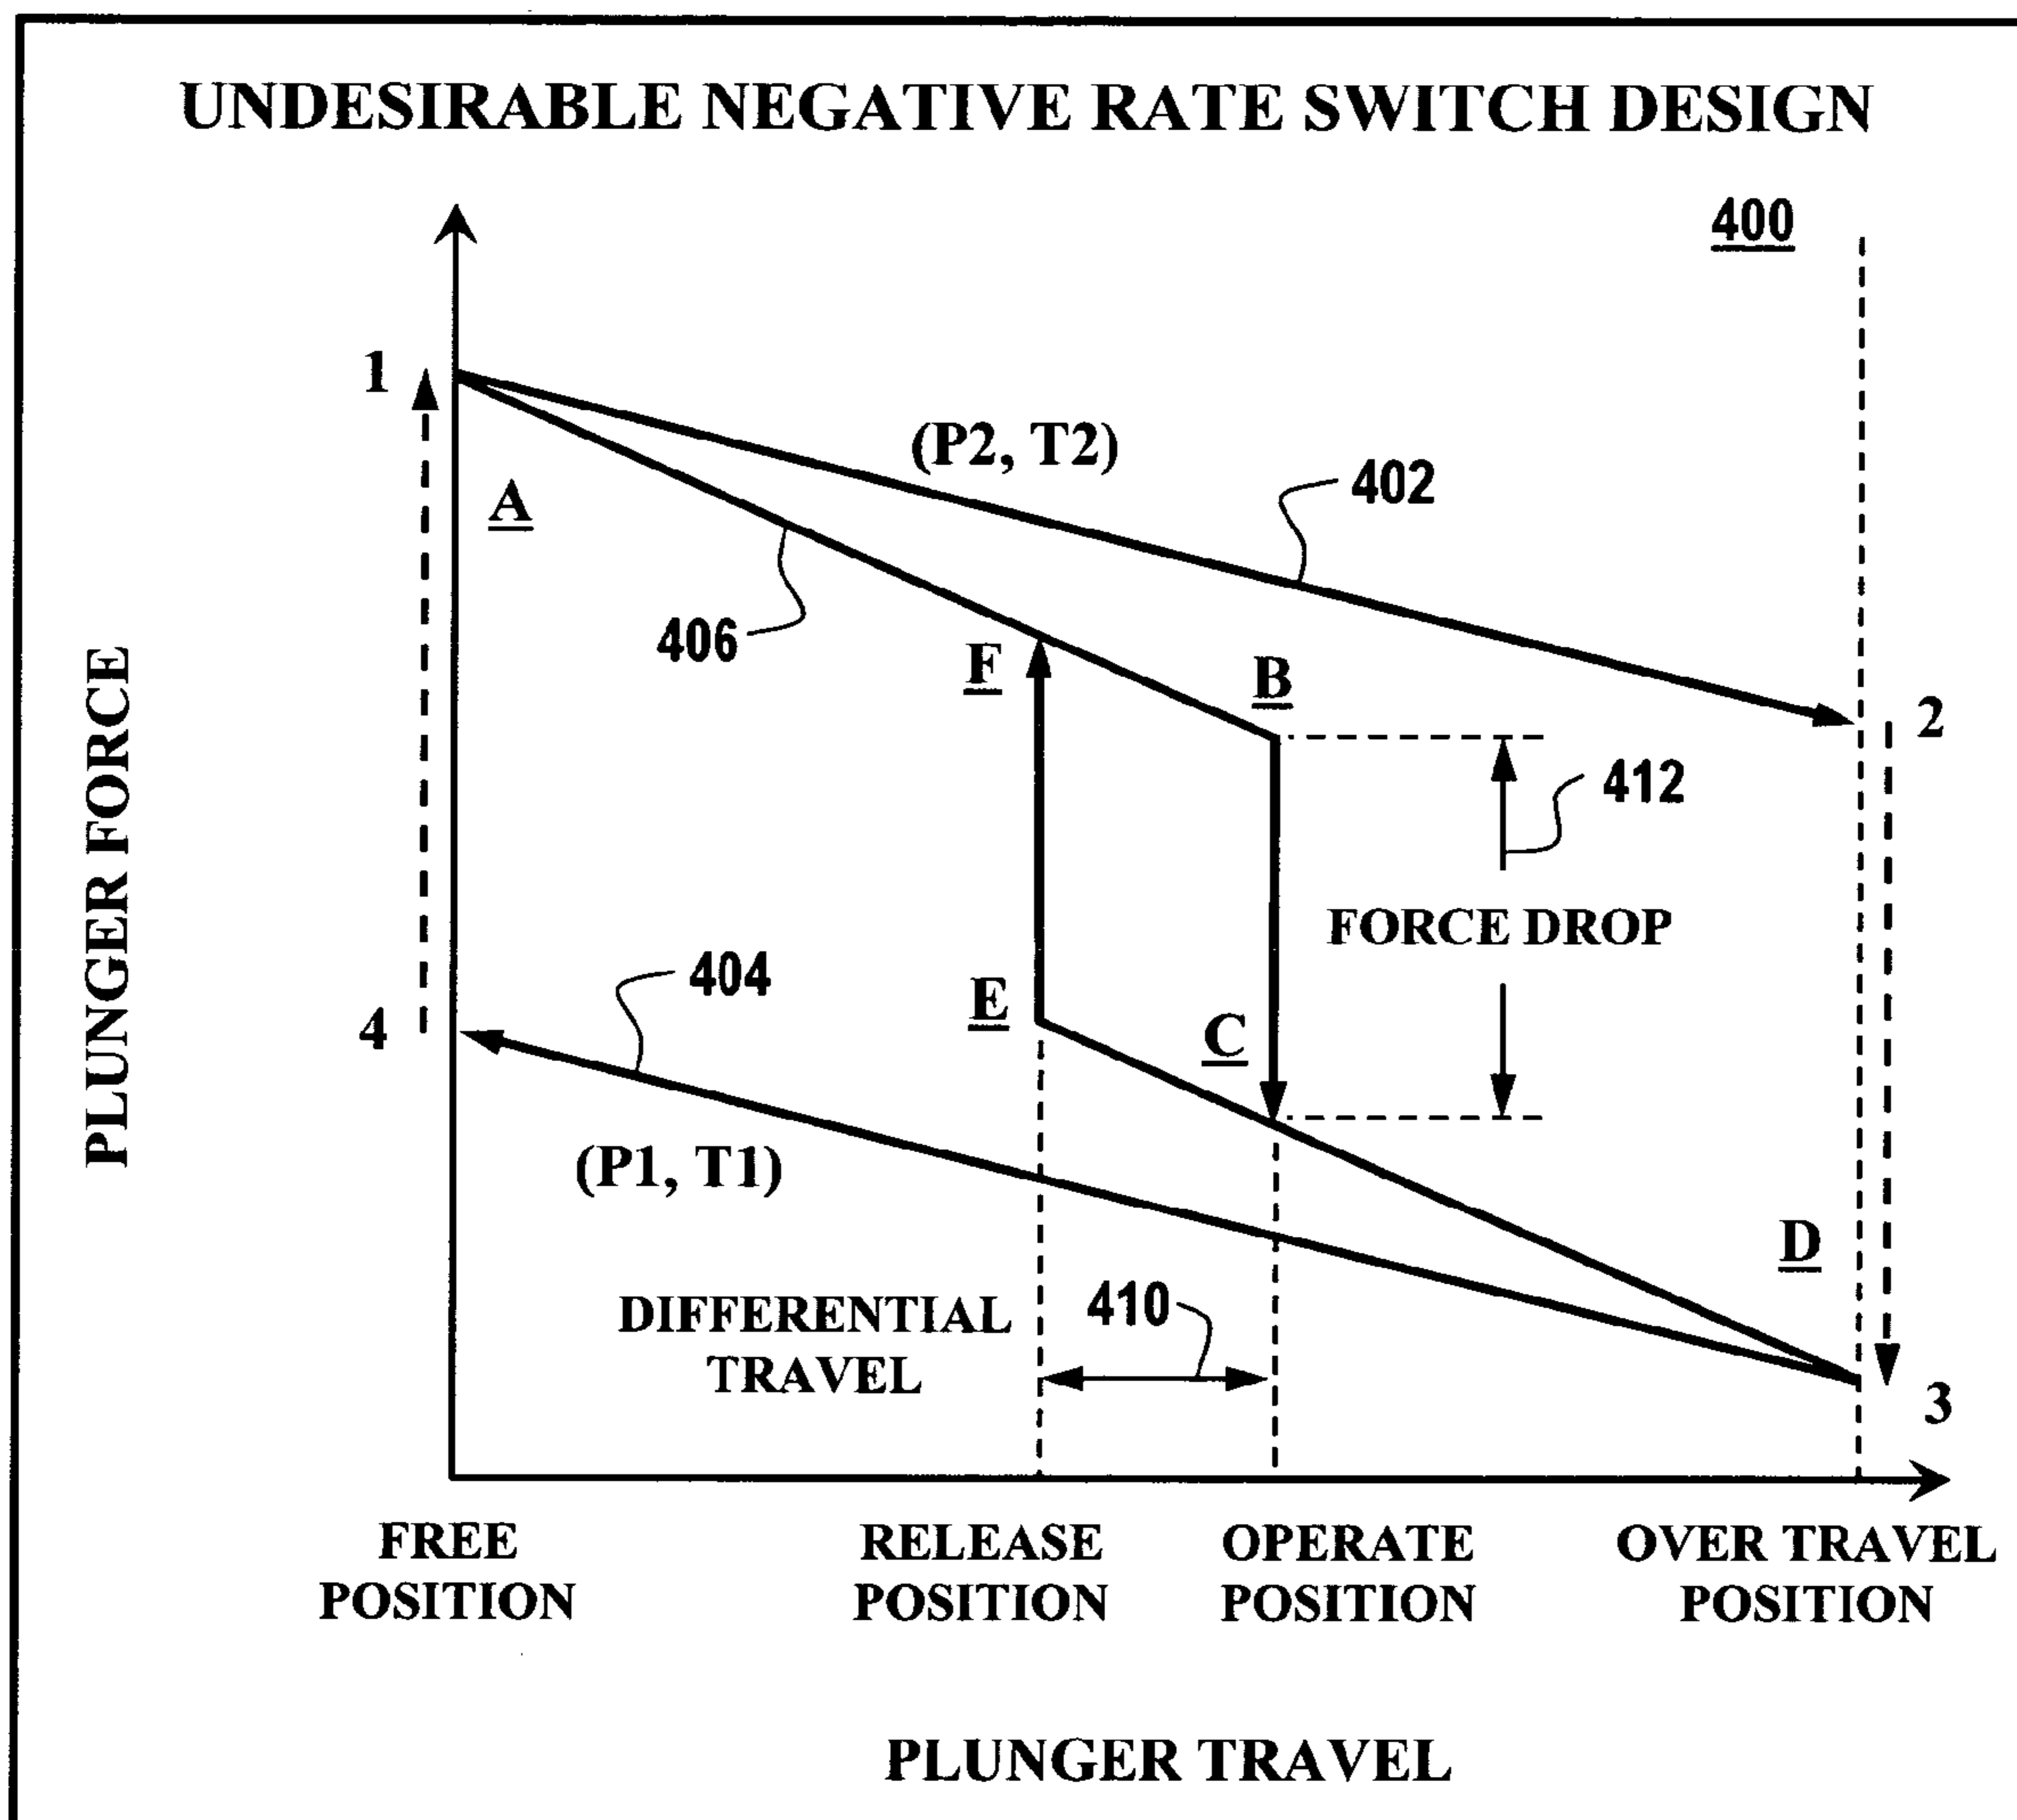 UNDESIRABLE NEGATIVE RATE SWITCH DESIGN
400
1
(P2, T2)
402
A
406
F
B
2
412
PLUNGER FORCE
FORCE DROP
404
E
4
C
(P1, T1)
D
DIFFERENTIAL
TRAVEL
410
3
FREE
POSITION
RELEASE
POSITION
OPERATE
POSITION
OVER TRAVEL
POSITION
PLUNGER TRAVEL